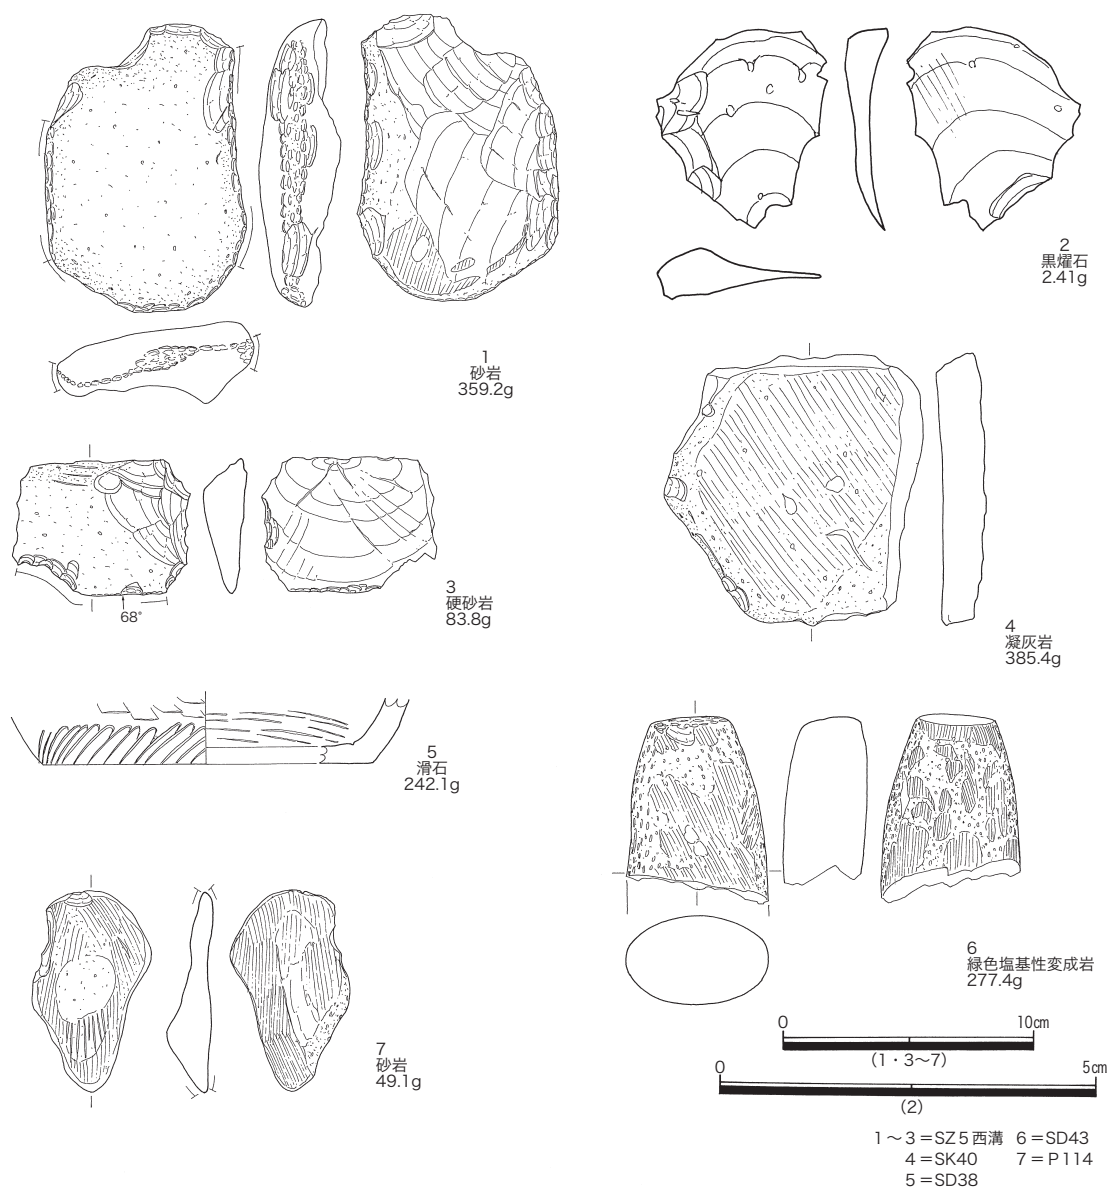 1
砂岩
359.2g
2
黒燿石
2.41g
68°
3
硬砂岩
83.8g
4
凝灰岩
385.4g
5
滑石
242.1g
6
緑色塩基性変成岩
277.4g
7
砂岩
49.1g
0 10cm
(1・3〜7)
0 5cm
(2)
1〜3＝SZ5西溝 6＝SD43
4＝SK40 7＝P114
5＝SD38